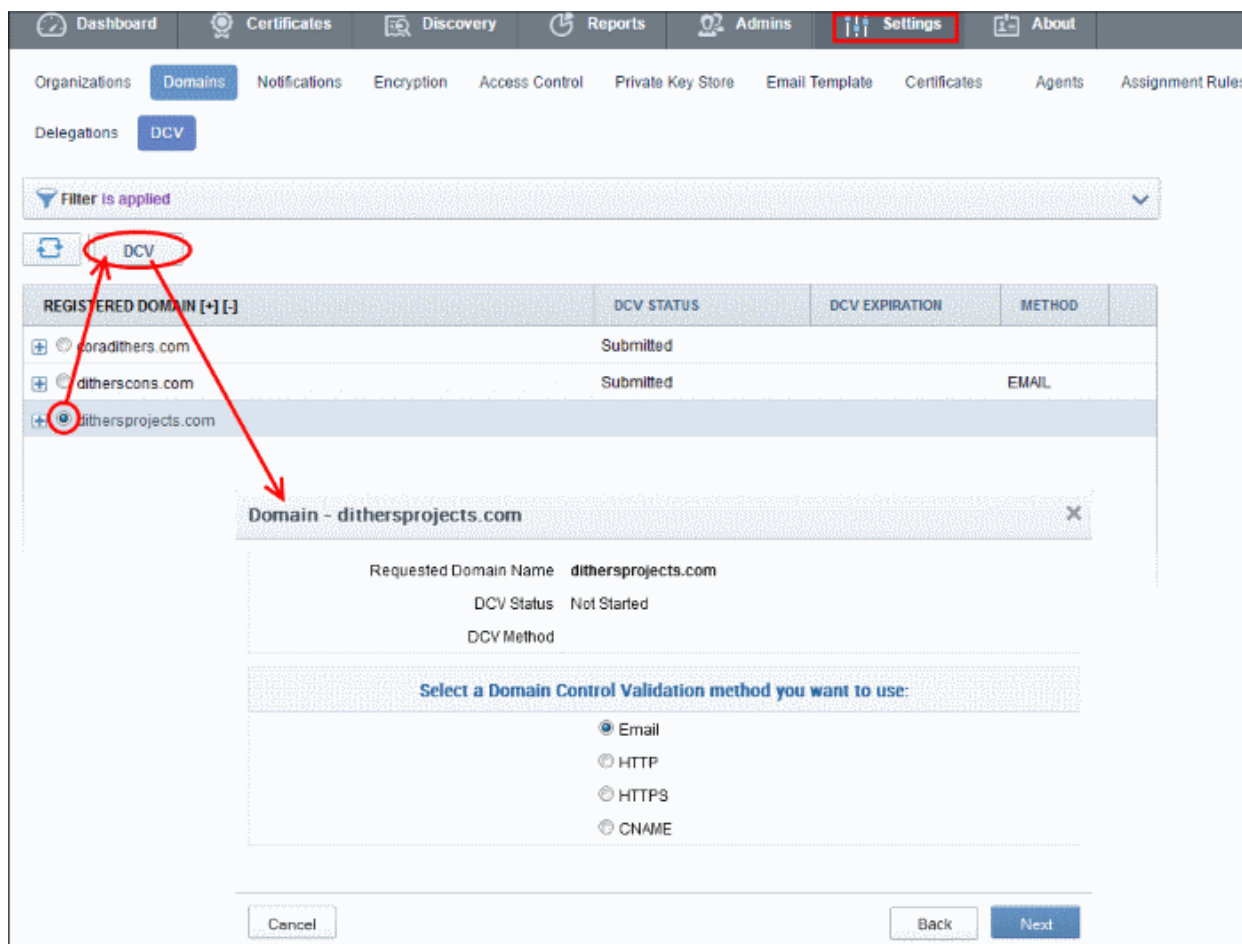 Dashboard Certificates Discovery Reports Admins Settings About
Organizations Domains Notifications Encryption Access Control Private Key Store Email Template Certificates Agents Assignment Rules
Delegations DCV
Filter is applied
DCV
REGISTERED DOMAIN [+] [-] DCV STATUS DCV EXPIRATION METHOD
coradithers.com Submitted
ditherscons.com Submitted EMAIL
dithersprojects.com
Domain - dithersprojects.com
Requested Domain Name dithersprojects.com
DCV Status Not Started
DCV Method
Select a Domain Control Validation method you want to use:
Email
HTTP
HTTPS
CNAME
Cancel Back Next